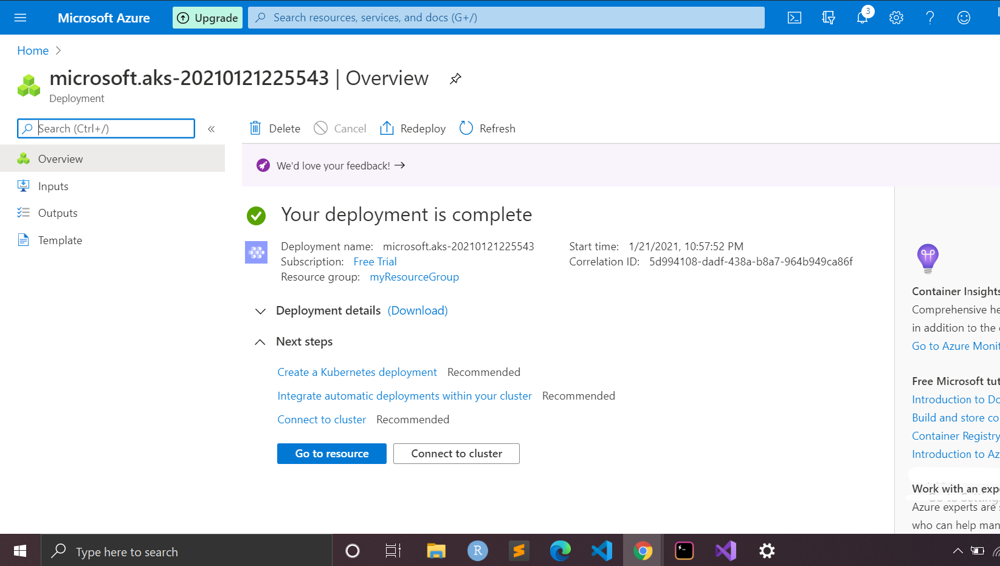 Microsoft Azure
Upgrade
Search resources, services, and docs (G+/)
3
Home
microsoft.aks-20210121225543 | Overview
Deployment
Search (Ctrl+/)
«
Delete
Cancel
Redeploy
Refresh
Overview
Inputs
Outputs
Template
We'd love your feedback! →
Your deployment is complete
Deployment name: microsoft.aks-20210121225543
Subscription: Free Trial
Resource group: myResourceGroup
Start time: 1/21/2021, 10:57:52 PM
Correlation ID: 5d994108-dadf-438a-b8a7-964b949ca86f
Deployment details (Download)
Next steps
Create a Kubernetes deployment Recommended
Integrate automatic deployments within your cluster Recommended
Connect to cluster Recommended
Go to resource
Connect to cluster
Container Insights
Comprehensive he
in addition to the
Go to Azure Monit
Free Microsoft tut
Introduction to Do
Build and store co
Container Registry
Introduction to Az
Work with an exp
Azure experts are
who can help man
Type here to search
R